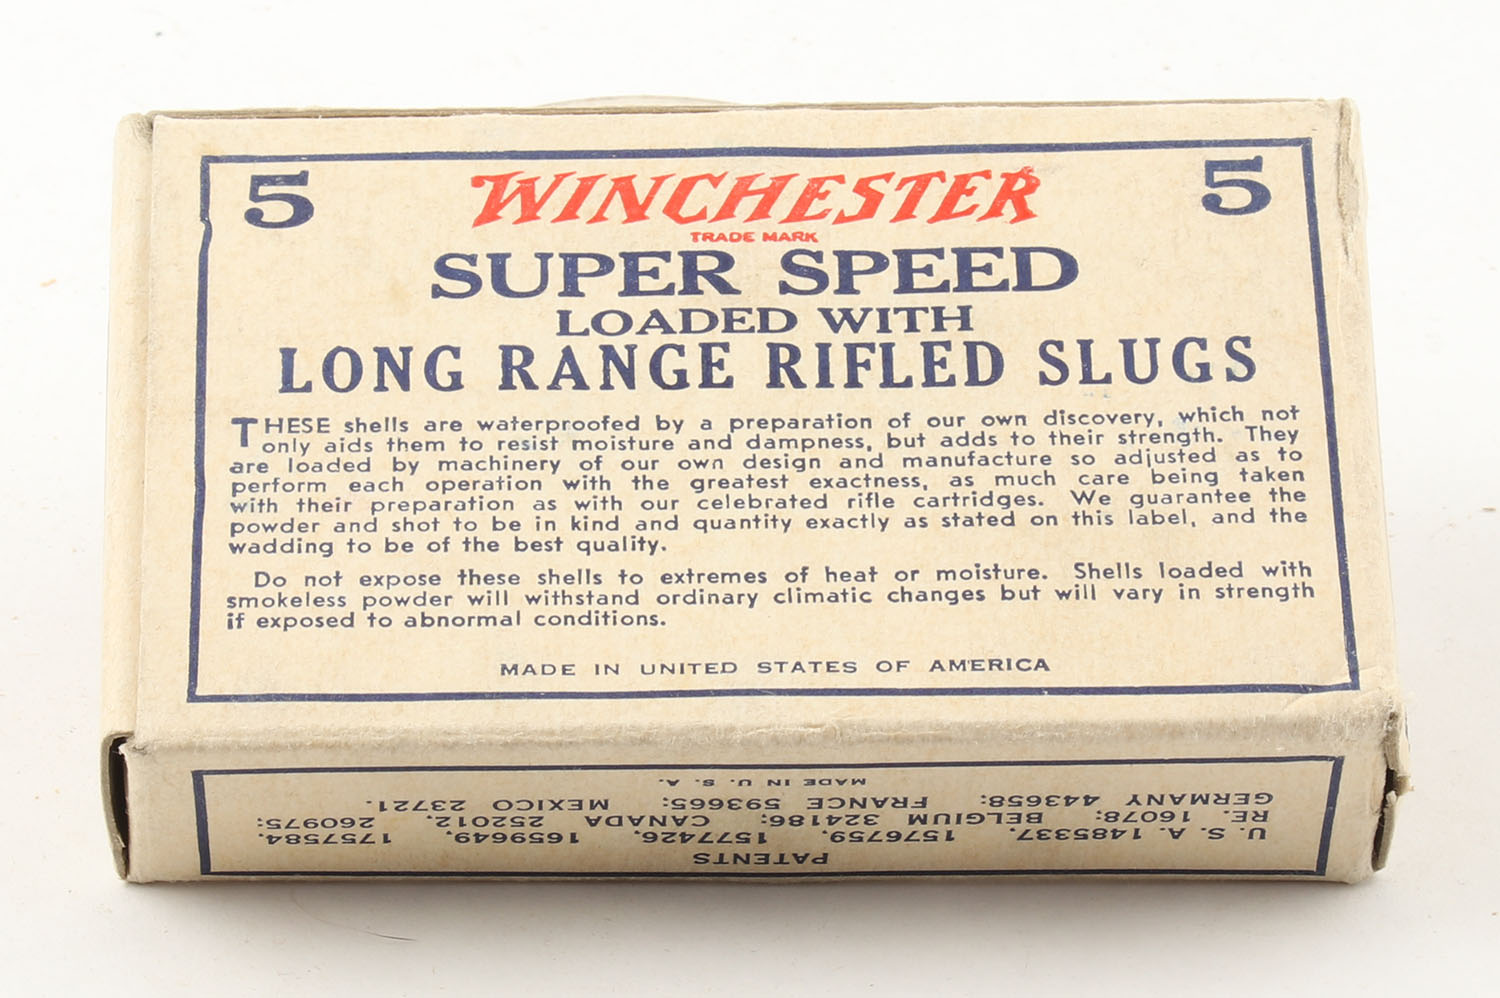 5 WINCHESTER 5
TRADE MARK
SUPER SPEED
LOADED WITH
LONG RANGE RIFLED SLUGS
THESE shells are waterproofed by a preparation of our own discovery, which not
only aids them to resist moisture and dampness, but adds to their strength. They
are loaded by machinery of our own design and manufacture so adjusted as to
perform each operation with the greatest exactness, as much care being taken
with their preparation as with our celebrated rifle cartridges. We guarantee the
powder and shot to be in kind and quantity exactly as stated on this label, and the
wadding to be of the best quality.
Do not expose these shells to extremes of heat or moisture. Shells loaded with
smokeless powder will withstand ordinary climatic changes but will vary in strength
if exposed to abnormal conditions.
MADE IN UNITED STATES OF AMERICA
PATENTS
U. S. A. 1485337, 1576759, 1577426, 1659649, 1757584.
RE. 16078; BELGIUM 324186; CANADA 252012, 260975;
GERMANY 443658; FRANCE 593665; MEXICO 23721.
MADE IN U. S. A.